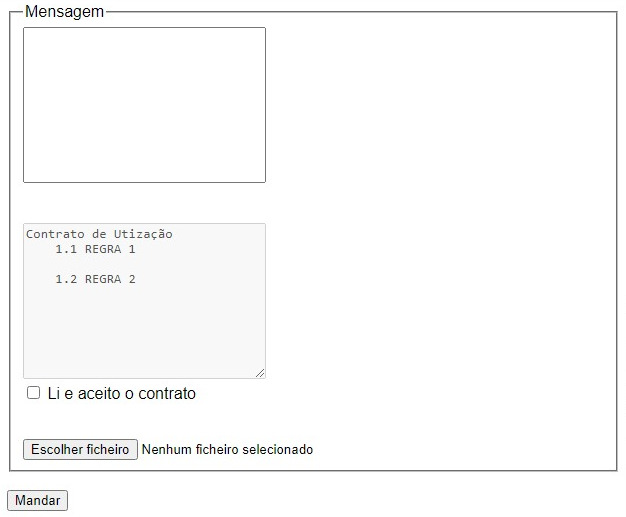 Mensagem
Contrato de Utização
1.1 REGRA 1
1.2 REGRA 2
Li e aceito o contrato
Escolher ficheiro Nenhum ficheiro selecionado
Mandar